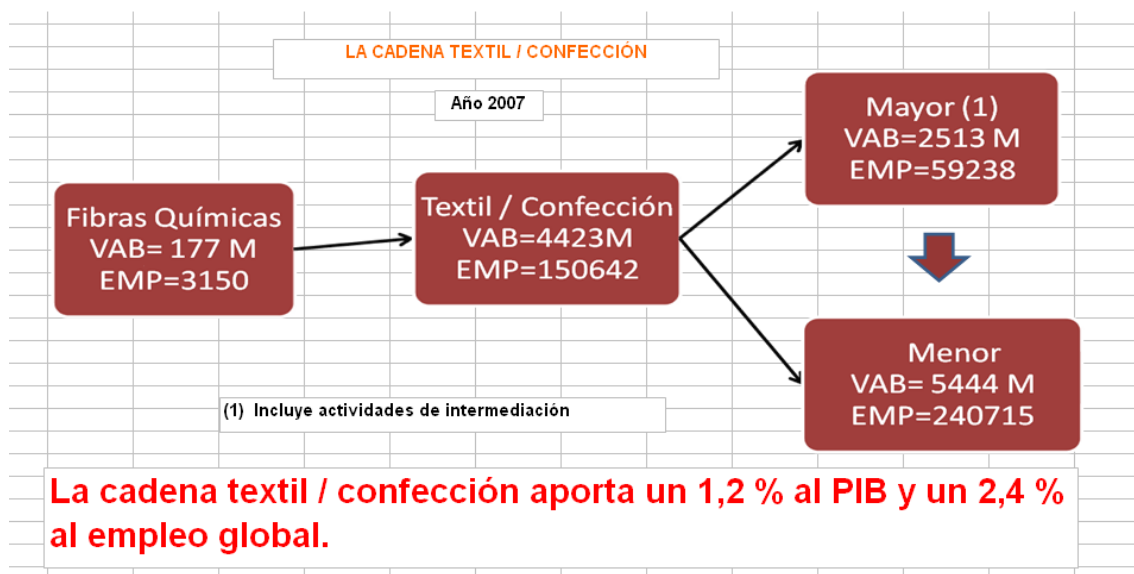 LA CADENA TEXTIL / CONFECCIÓN
Año 2007
Fibras Químicas
VAB= 177 M
EMP=3150
Textil / Confección
VAB=4423M
EMP=150642
Mayor (1)
VAB=2513 M
EMP=59238
Menor
VAB= 5444 M
EMP=240715
(1) Incluye actividades de intermediación
La cadena textil / confección aporta un 1,2 % al PIB y un 2,4 %
al empleo global.